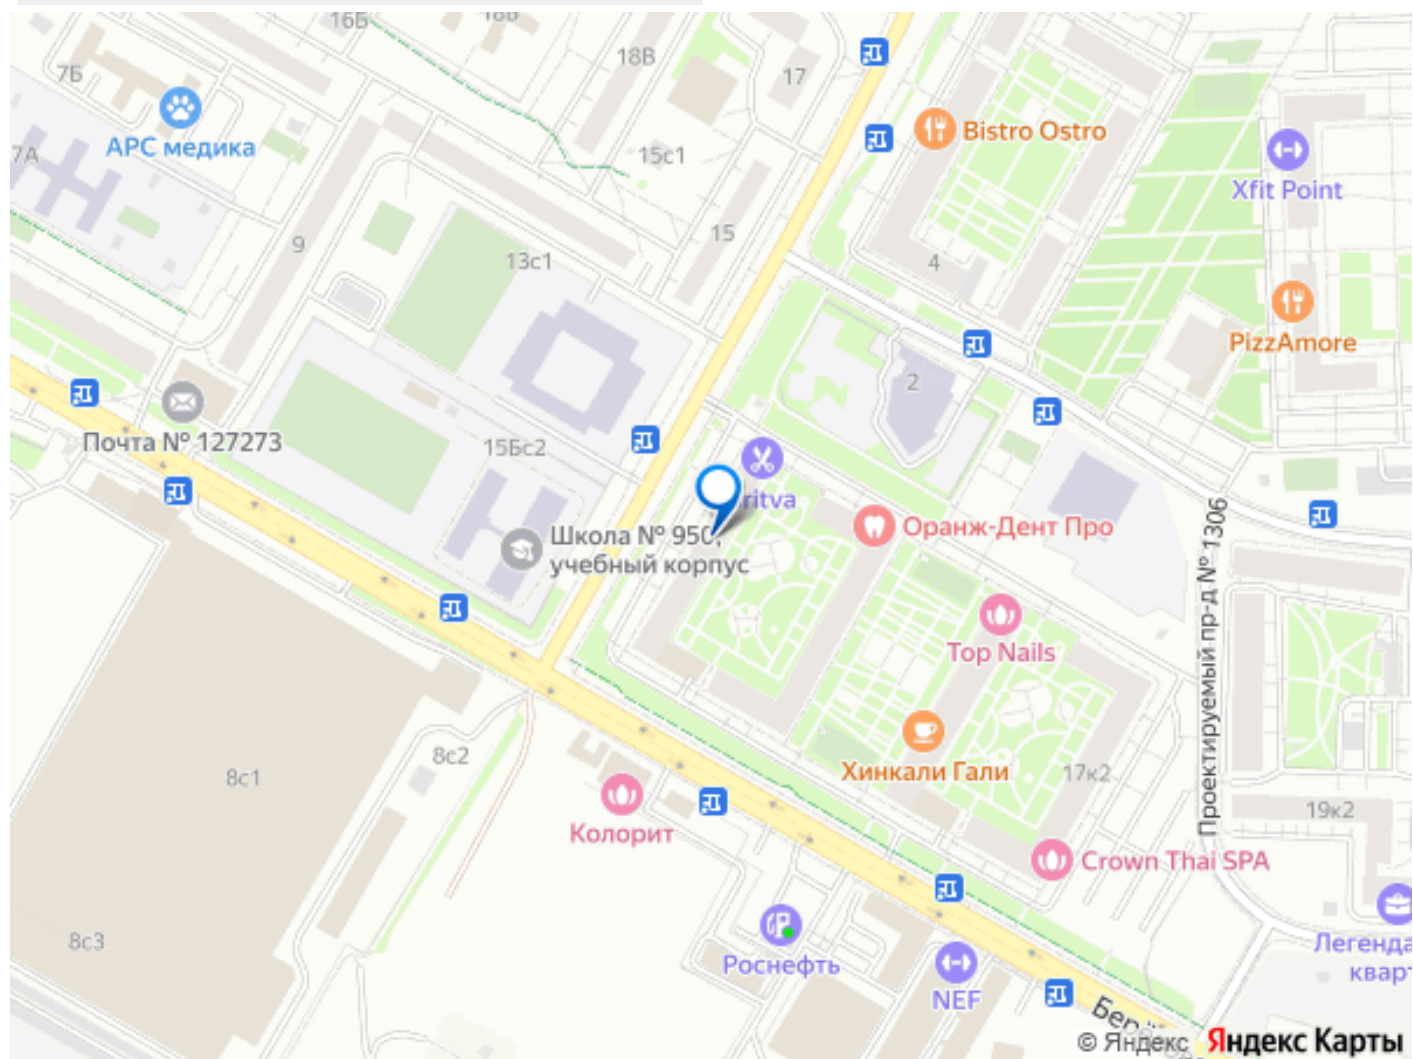 16Б
18Б
18В
17
7Б
АРС медика
7А
15с1
Bistro Ostro
Xfit Point
9
13с1
15
4
PizzAmore
2
Почта № 127273
15Бс2
Школа № 950,
учебный корпус
Оранж-Дент Про
Top Nails
Проектируемый пр-д № 1306
8с2
8с1
Хинкали Гали
17к2
19к2
Колорит
Crown Thai SPA
8с3
Роснефть
NEF
© Яндекс Яндекс Карты